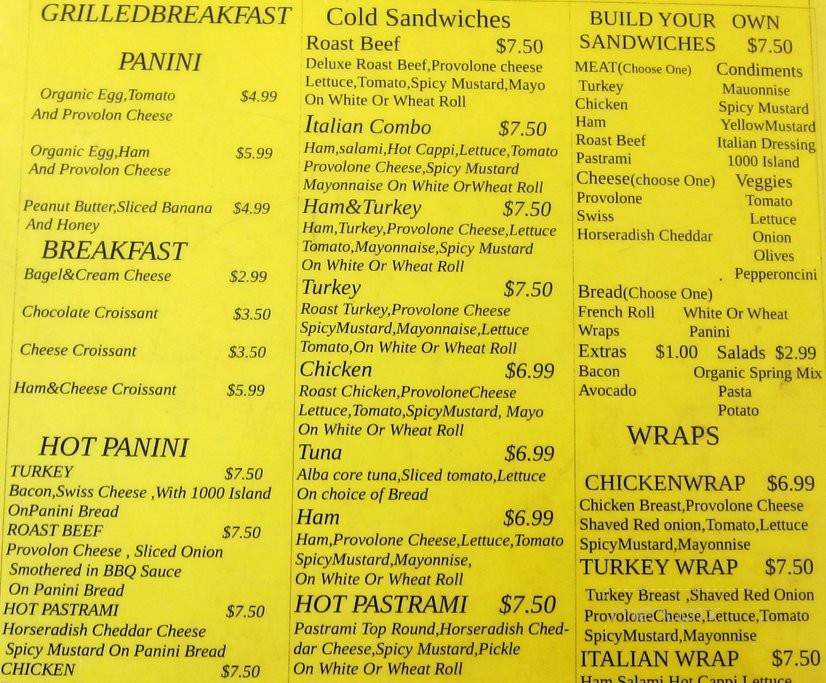 GRILLEDBREAKFAST
PANINI
Organic Egg,Tomato $4.99
And Provolon Cheese
Organic Egg,Ham $5.99
And Provolon Cheese
Peanut Butter,Sliced Banana $4.99
And Honey
BREAKFAST
Bagel&Cream Cheese $2.99
Chocolate Croissant $3.50
Cheese Croissant $3.50
Ham&Cheese Croissant $5.99
HOT PANINI
TURKEY $7.50
Bacon,Swiss Cheese ,With 1000 Island
OnPanini Bread
ROAST BEEF $7.50
Provolon Cheese , Sliced Onion
Smothered in BBQ Sauce
On Panini Bread
HOT PASTRAMI $7.50
Horseradish Cheddar Cheese
Spicy Mustard On Panini Bread
CHICKEN $7.50
Cold Sandwiches
Roast Beef $7.50
Deluxe Roast Beef,Provolone cheese
Lettuce,Tomato,Spicy Mustard,Mayo
On White Or Wheat Roll
Italian Combo $7.50
Ham,salami,Hot Cappi,Lettuce,Tomato
Provolone Cheese,Spicy Mustard
Mayonnaise On White OrWheat Roll
Ham&Turkey $7.50
Ham,Turkey,Provolone Cheese,Lettuce
Tomato,Mayonnaise,Spicy Mustard
On White Or Wheat Roll
Turkey $7.50
Roast Turkey,Provolone Cheese
SpicyMustard,Mayonnaise,Lettuce
Tomato,On White Or Wheat Roll
Chicken $6.99
Roast Chicken,ProvoloneCheese
Lettuce,Tomato,SpicyMustard, Mayo
On White Or Wheat Roll
Tuna $6.99
Alba core tuna,Sliced tomato,Lettuce
On choice of Bread
Ham $6.99
Ham,Provolone Cheese,Lettuce,Tomato
SpicyMustard,Mayonnaise,
On White Or Wheat Roll
HOT PASTRAMI $7.50
Pastrami Top Round,Horseradish Ched-
dar Cheese,Spicy Mustard,Pickle
On White Or Wheat Roll
BUILD YOUR OWN
SANDWICHES $7.50
MEAT(Choose One) Condiments
Turkey Mauonnise
Chicken Spicy Mustard
Ham YellowMustard
Roast Beef Italian Dressing
Pastrami 1000 Island
Cheese(choose One) Veggies
Provolone Tomato
Swiss Lettuce
Horseradish Cheddar Onion
Olives
Pepperoncini
Bread(Choose One)
French Roll White Or Wheat
Wraps Panini
Extras $1.00 Salads $2.99
Bacon Organic Spring Mix
Avocado Pasta
Potato
WRAPS
CHICKENWRAP $6.99
Chicken Breast,Provolone Cheese
Shaved Red onion,Tomato,Lettuce
SpicyMustard,Mayonnise
TURKEY WRAP $7.50
Turkey Breast ,Shaved Red Onion
ProvoloneCheese,Lettuce,Tomato
SpicyMustard,Mayonnise
ITALIAN WRAP $7.50
Ham Salami Hot Cappi Lettuce